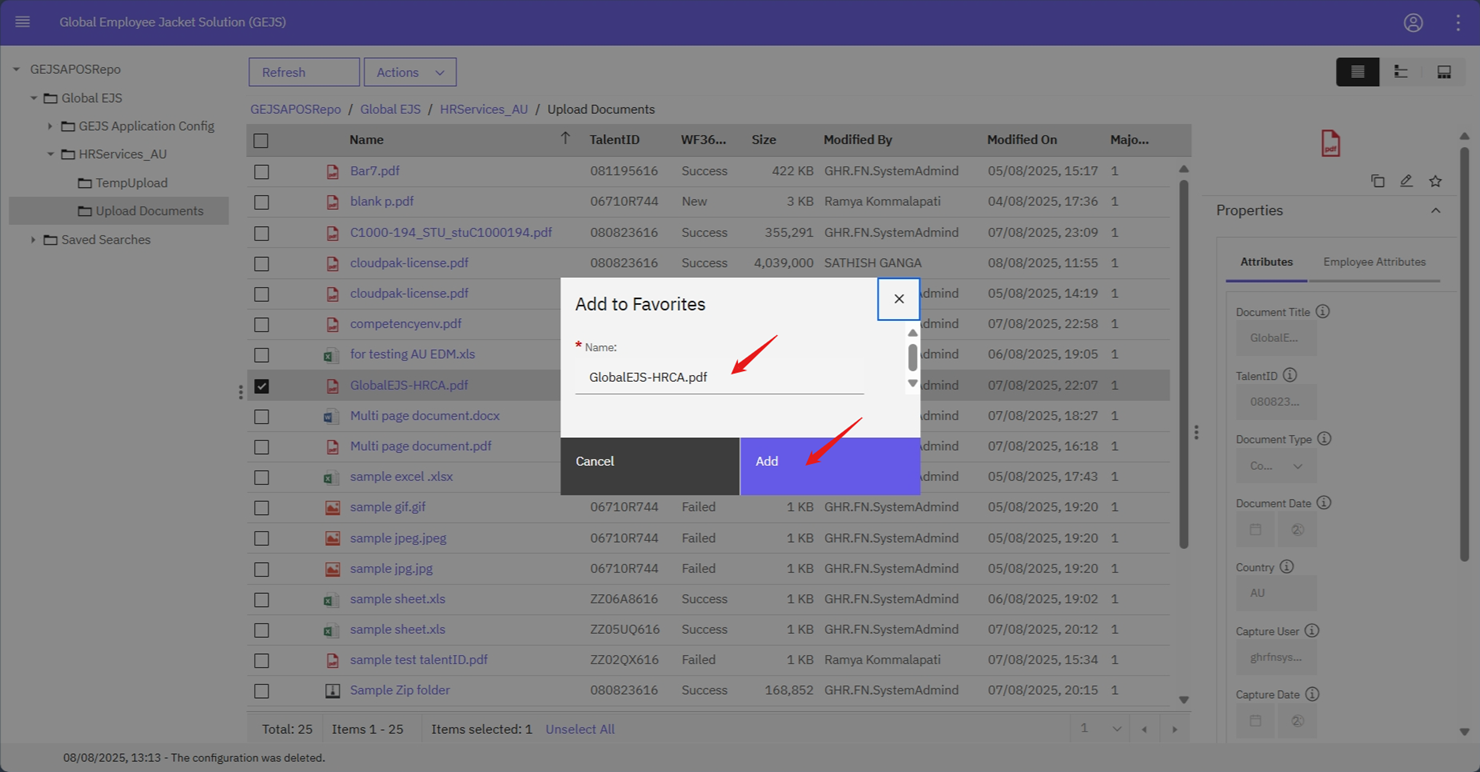 Global Employee Jacket Solution (GEJS)
GEJSAPOSRepo
Global EJS
GEJS Application Config
HRServices_AU
TempUpload
Upload Documents
Saved Searches
Refresh
Actions
GEJSAPOSRepo / Global EJS / HRServices_AU / Upload Documents
Name TalentID WF36... Size Modified By Modified On Majo...
Bar7.pdf 081195616 Success 422 KB GHR.FN.SystemAdmind 05/08/2025, 15:17 1
blank p.pdf 06710R744 New 3 KB Ramya Kommalapati 04/08/2025, 17:36 1
C1000-194_STU_stuC1000194.pdf 080823616 Success 355,291 GHR.FN.SystemAdmind 07/08/2025, 23:09 1
cloudpak-license.pdf 080823616 Success 4,039,000 SATHISH GANGA 08/08/2025, 11:55 1
cloudpak-license.pdf dmind 05/08/2025, 14:19 1
competencyenv.pdf dmind 07/08/2025, 22:58 1
for testing AU EDM.xls dmind 06/08/2025, 19:05 1
GlobalEJS-HRCA.pdf dmind 07/08/2025, 22:07 1
Multi page document.docx dmind 07/08/2025, 18:27 1
Multi page document.pdf dmind 07/08/2025, 16:18 1
sample excel .xlsx dmind 05/08/2025, 17:43 1
sample gif.gif 06710R744 Failed 1 KB GHR.FN.SystemAdmind 05/08/2025, 19:20 1
sample jpeg.jpeg 06710R744 Failed 1 KB GHR.FN.SystemAdmind 05/08/2025, 19:20 1
sample jpg.jpg 06710R744 Failed 1 KB GHR.FN.SystemAdmind 05/08/2025, 19:20 1
sample sheet.xls ZZ06A8616 Success 1 KB GHR.FN.SystemAdmind 06/08/2025, 19:02 1
sample sheet.xls ZZ05UQ616 Success 1 KB GHR.FN.SystemAdmind 07/08/2025, 20:12 1
sample test talentID.pdf ZZ02QX616 Failed 1 KB Ramya Kommalapati 07/08/2025, 15:34 1
Sample Zip folder 080823616 Success 168,852 GHR.FN.SystemAdmind 07/08/2025, 20:15 1
Total: 25 Items 1 - 25 Items selected: 1 Unselect All 1
Add to Favorites
* Name:
GlobalEJS-HRCA.pdf
Cancel
Add
pdf
Properties
Attributes Employee Attributes
Document Title
GlobalE...
TalentID
080823...
Document Type
Co...
Document Date
Country
AU
Capture User
ghrfnsys...
Capture Date
08/08/2025, 13:13 - The configuration was deleted.